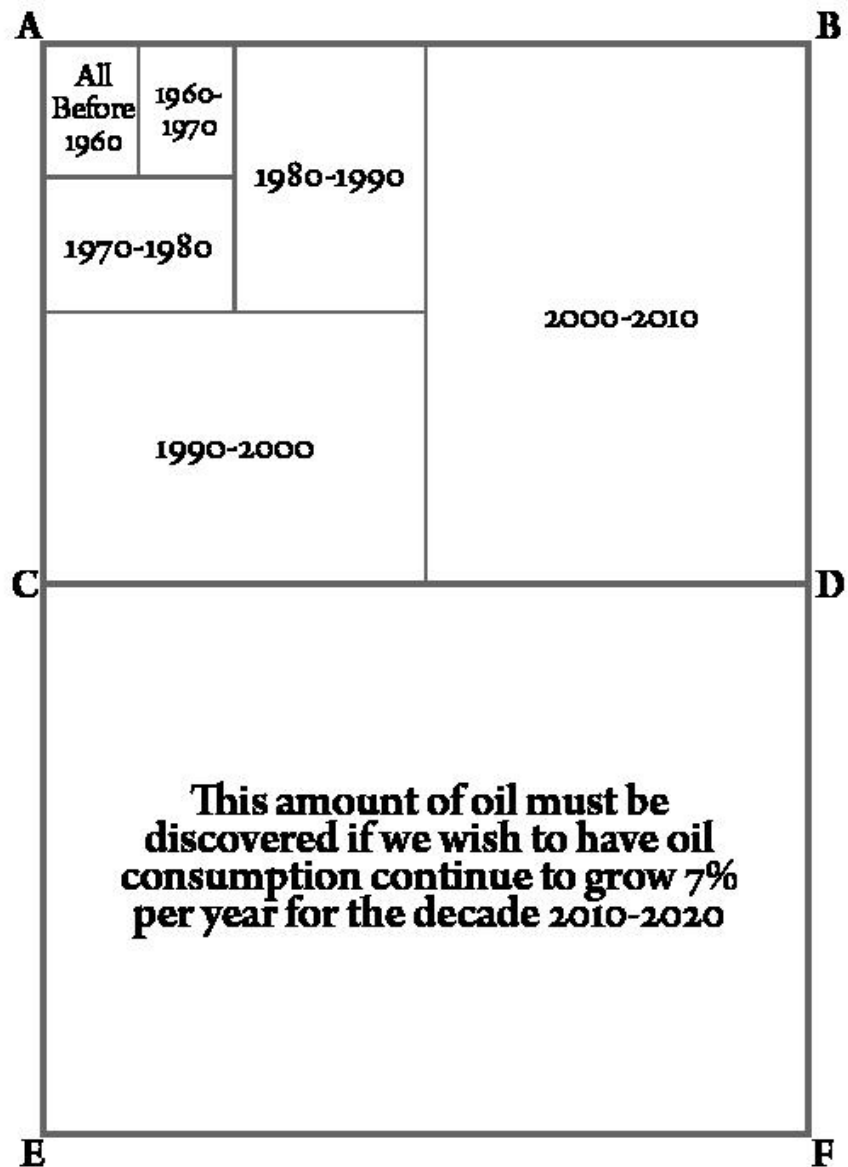 A
B
All
Before
1960
1960-
1970
1980-1990
1970-1980
2000-2010
1990-2000
C
D
This amount of oil must be
discovered if we wish to have oil
consumption continue to grow 7%
per year for the decade 2010-2020
E
F